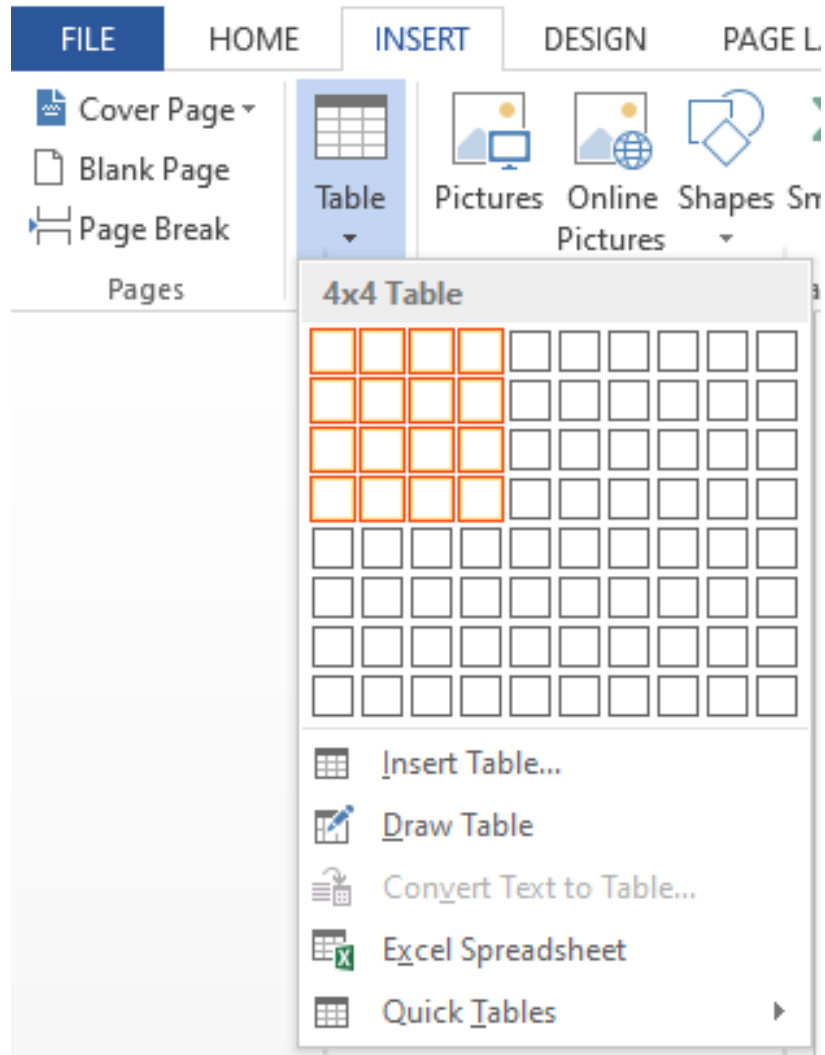 FILE HOME INSERT DESIGN PAGE
Cover Page
Blank Page
Page Break
Pages
Table
Pictures
Online
Pictures
Shapes
4x4 Table
Insert Table...
Draw Table
Convert Text to Table...
Excel Spreadsheet
Quick Tables